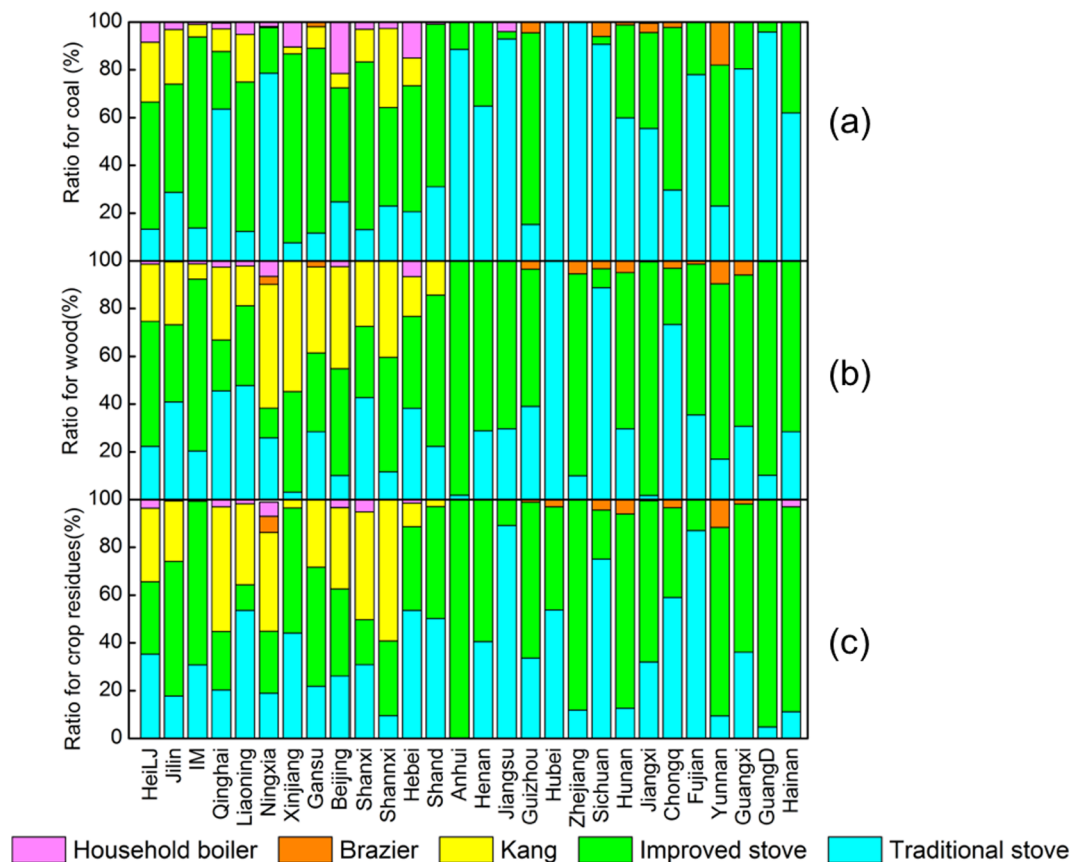 Ratio for coal (%)
100
80
60
40
20
(a)
Ratio for wood(%)
100
80
60
40
20
(b)
Ratio for crop residues(%)
100
80
60
40
20
0
(c)
HeiLJ
Jilin
IM
Qinghai
Liaoning
Ningxia
Xinjiang
Gansu
Beijing
Shanxi
Shannxi
Hebei
Shand
Anhui
Henan
Jiangsu
Guizhou
Hubei
Zhejiang
Sichuan
Hunan
Jiangxi
Chongq
Fujian
Yunnan
Guangxi
GuangD
Hainan
Household boiler Brazier Kang Improved stove Traditional stove